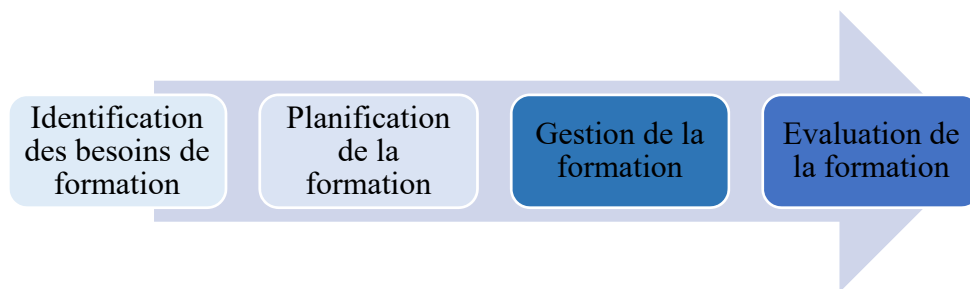 Identification
des besoins de
formation
Planification
de la
formation
Gestion de la
formation
Evaluation de
la formation